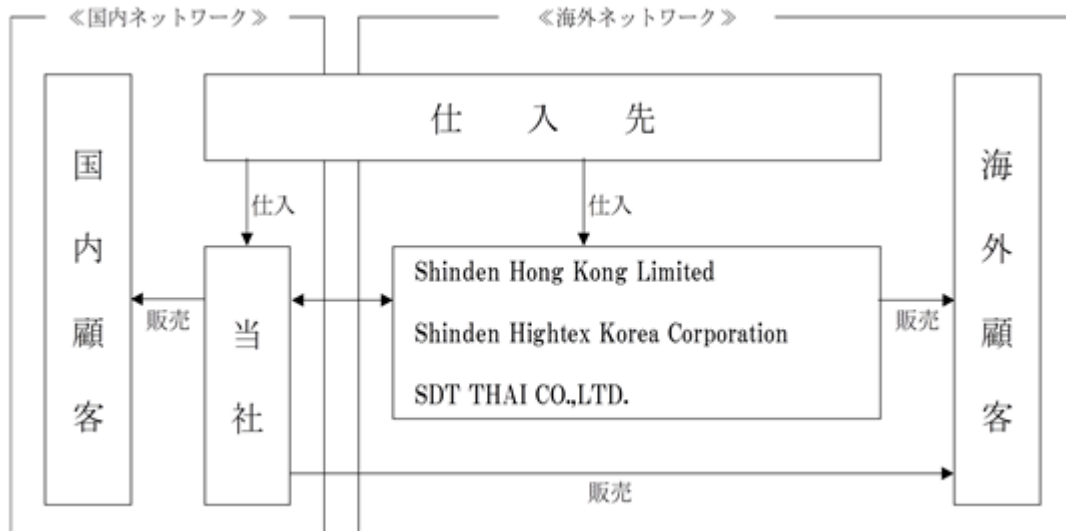 ≪国内ネットワーク≫
≪海外ネットワーク≫
仕入先
国内顧客
海外顧客
仕入
仕入
当社
Shinden Hong Kong Limited
Shinden Hightex Korea Corporation
SDT THAI CO.,LTD.
販売
販売
販売